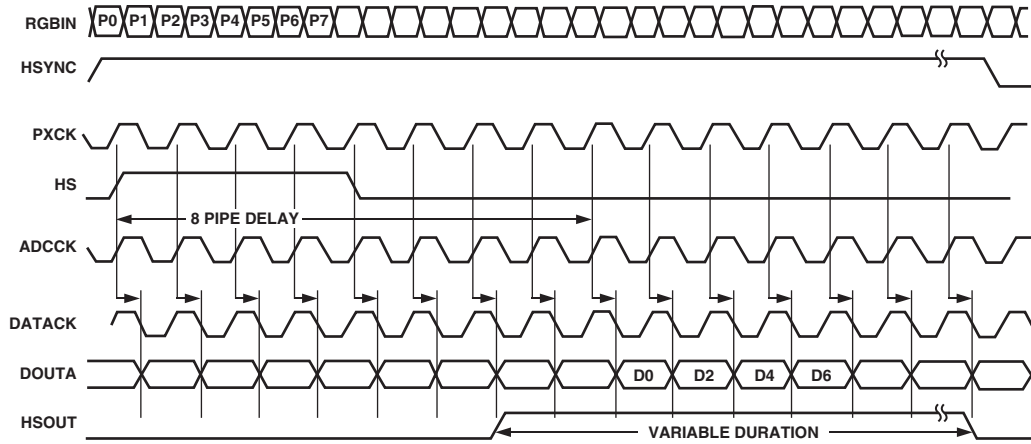 RGBIN P0 P1 P2 P3 P4 P5 P6 P7
HSYNC
PXCK
HS
8 PIPE DELAY
ADCCK
DATACK
DOUTA D0 D2 D4 D6
HSOUT VARIABLE DURATION